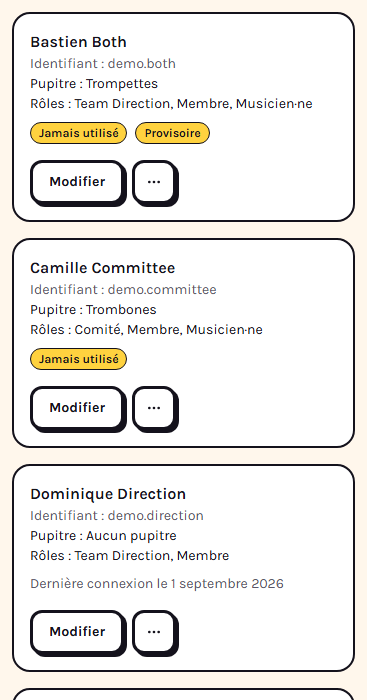 Bastien Both
Identifiant : demo.both
Pupitre : Trompettes
Rôles : Team Direction, Membre, Musicien·ne
Jamais utilisé Provisoire
Modifier ···
Camille Committee
Identifiant : demo.committee
Pupitre : Trombones
Rôles : Comité, Membre, Musicien·ne
Jamais utilisé
Modifier ···
Dominique Direction
Identifiant : demo.direction
Pupitre : Aucun pupitre
Rôles : Team Direction, Membre
Dernière connexion le 1 septembre 2026
Modifier ···